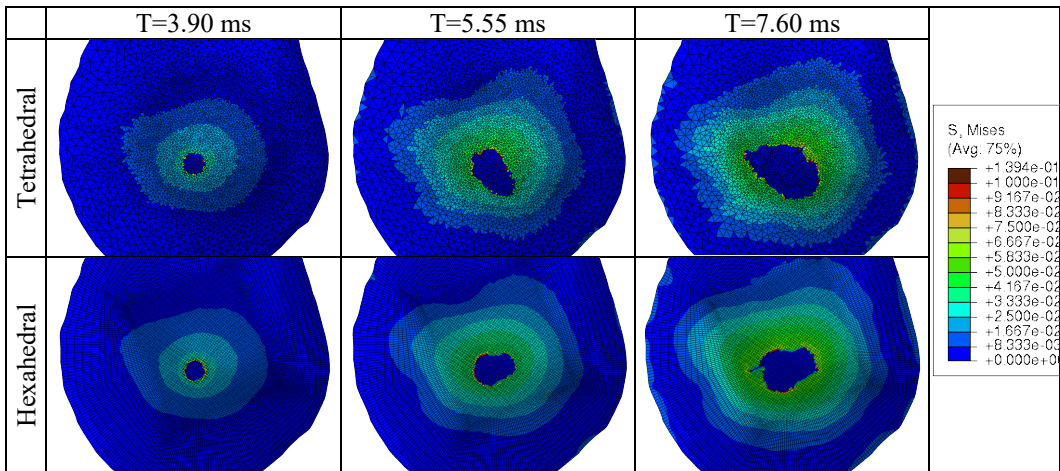 T=3.90 ms
T=5.55 ms
T=7.60 ms
Tetrahedral
Hexahedral
S, Mises
(Avg: 75%)
+1.394e-01
+1.000e-01
+9.167e-02
+8.333e-02
+7.500e-02
+6.667e-02
+5.833e-02
+5.000e-02
+4.167e-02
+3.333e-02
+2.500e-02
+1.667e-02
+8.333e-03
+0.000e+0